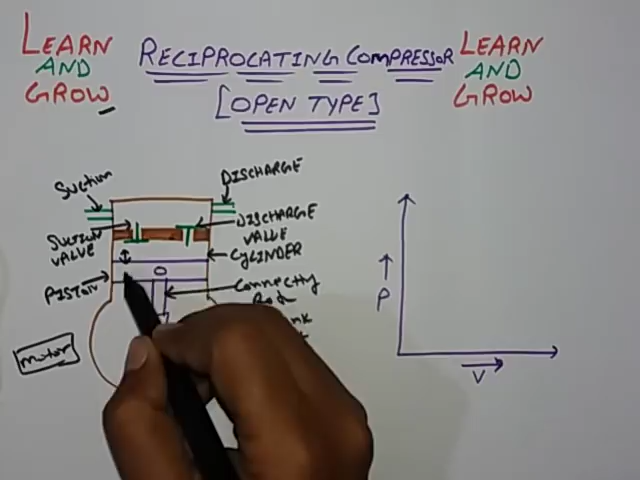 LEARN
AND
GROW
RECIPROCATING COMPRESSOR
[OPEN TYPE]
LEARN
AND
GROW
SUCTION
DISCHARGE
SUCTION
VALVE
DISCHARGE
VALVE
CYLINDER
PISTON
CONNECTING
ROD
motor
P
V